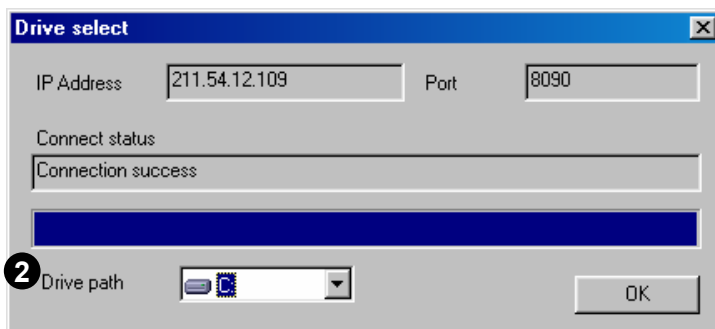 Drive select
IP Address 211.54.12.109 Port 8090
Connect status
Connection success
2 Drive path C
OK